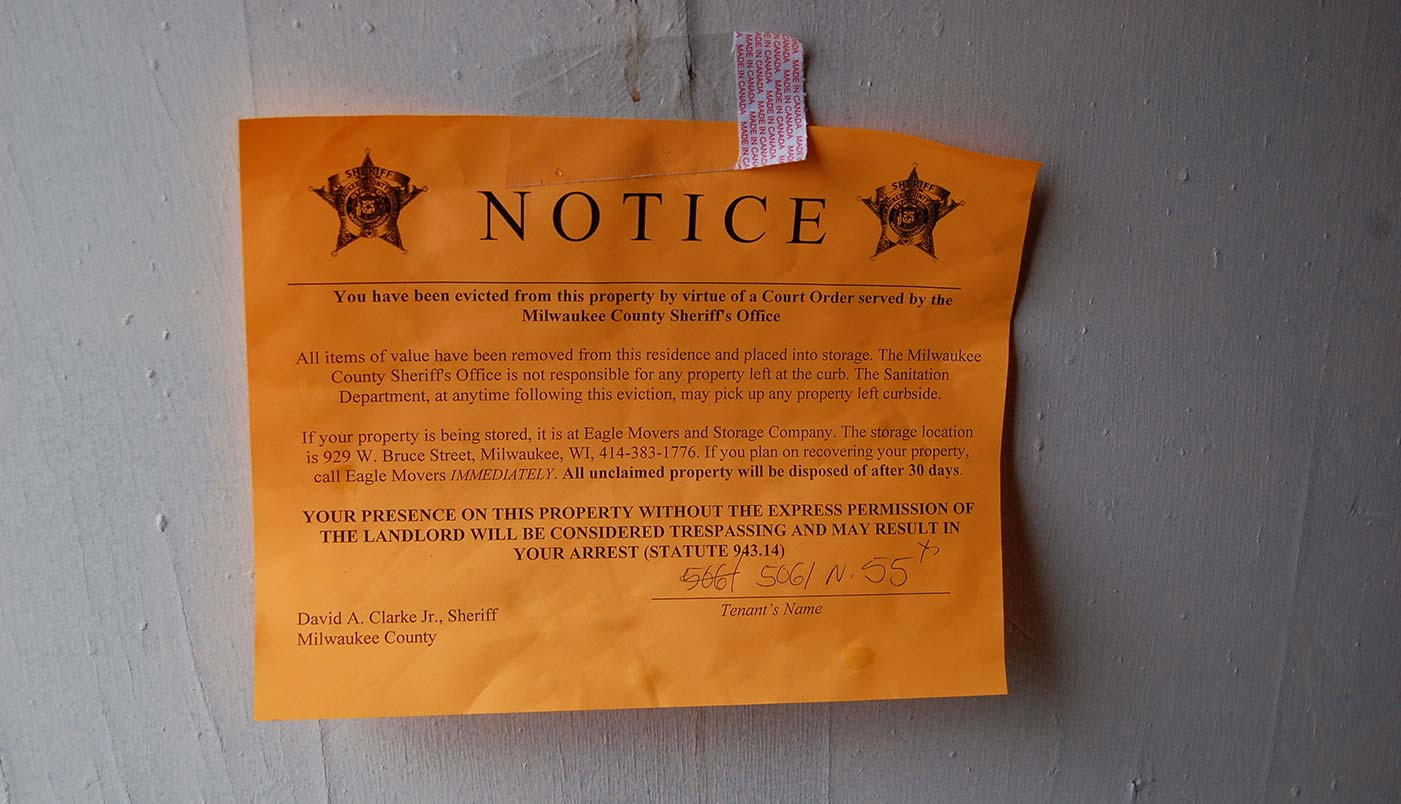 MADE IN CANADA MADE IN CANADA
SHERIFF
SHERIFF
NOTICE
You have been evicted from this property by virtue of a Court Order served by the
Milwaukee County Sheriff's Office
All items of value have been removed from this residence and placed into storage. The Milwaukee
County Sheriff's Office is not responsible for any property left at the curb. The Sanitation
Department, at anytime following this eviction, may pick up any property left curbside.
If your property is being stored, it is at Eagle Movers and Storage Company. The storage location
is 929 W. Bruce Street, Milwaukee, WI, 414-383-1776. If you plan on recovering your property,
call Eagle Movers IMMEDIATELY. All unclaimed property will be disposed of after 30 days.
YOUR PRESENCE ON THIS PROPERTY WITHOUT THE EXPRESS PERMISSION OF
THE LANDLORD WILL BE CONSIDERED TRESPASSING AND MAY RESULT IN
YOUR ARREST (STATUTE 943.14)
5061 5061 N. 55
Tenant's Name
David A. Clarke Jr., Sheriff
Milwaukee County